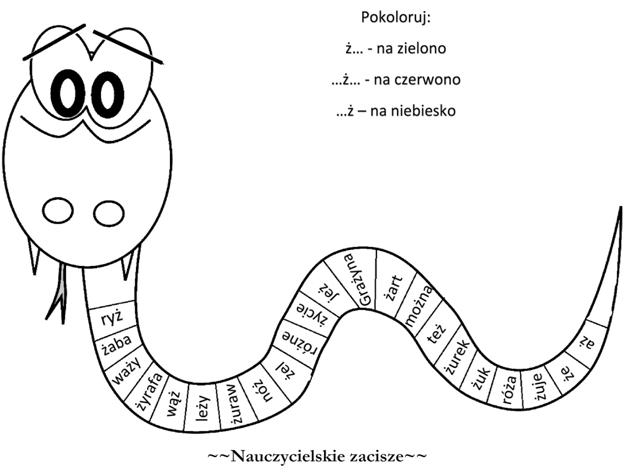 Pokoloruj:
ż... - na zielono
...ż... - na czerwono
...ż – na niebiesko
ryż
żaba
waży
żyrafa
wąż
leży
żuraw
nóż
żel
różne
życie
jeż
Grażyna
żart
można
też
żurek
żuk
róża
żuje
że
aż
~~Nauczycielskie zacisze~~